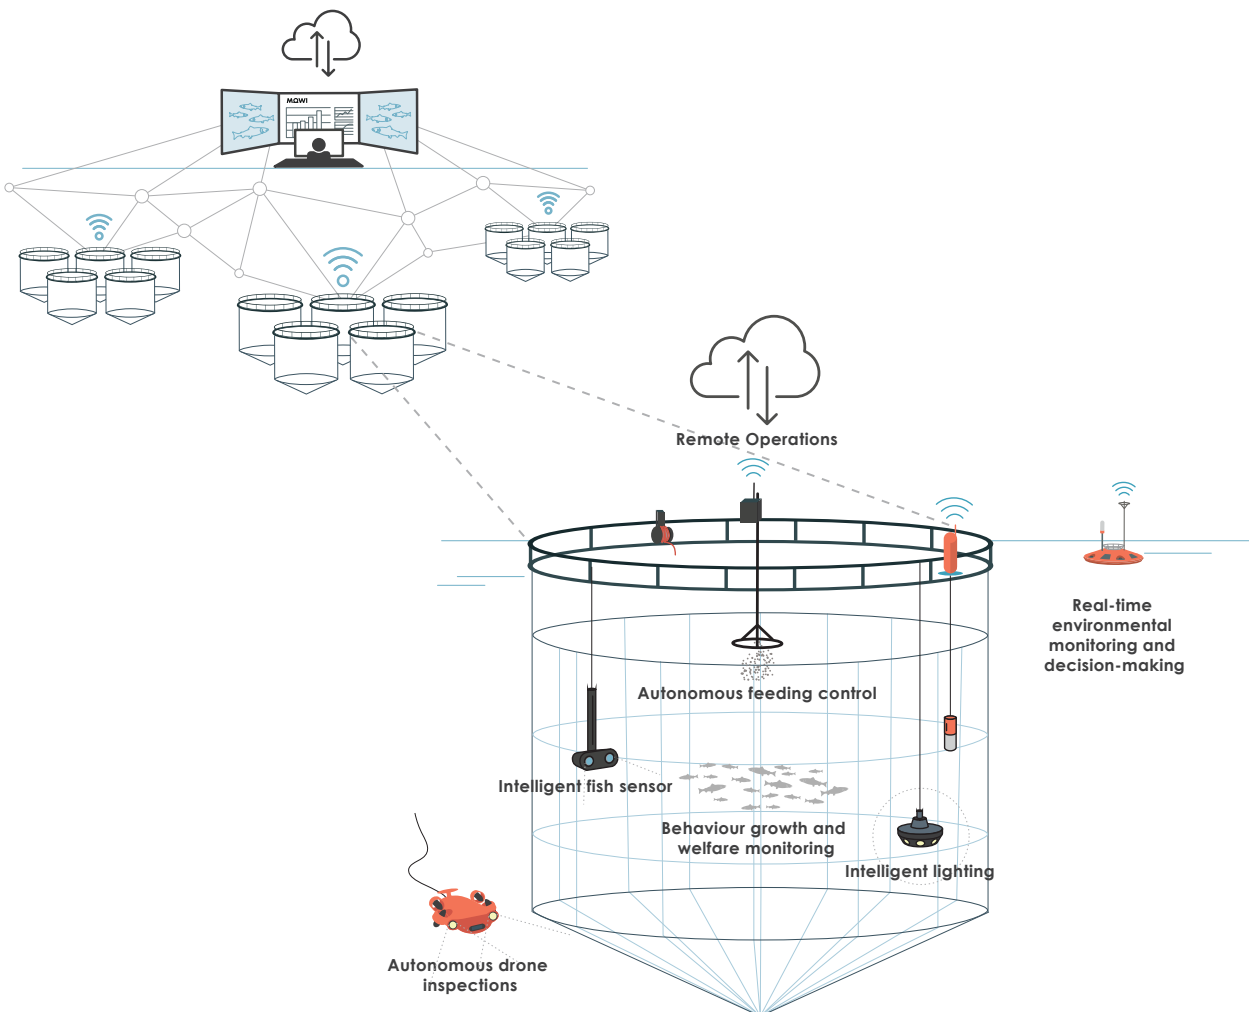 MOWI
Remote Operations
Real-time
environmental
monitoring and
decision-making
Autonomous feeding control
Intelligent fish sensor
Behaviour growth and
welfare monitoring
Intelligent lighting
Autonomous drone
inspections